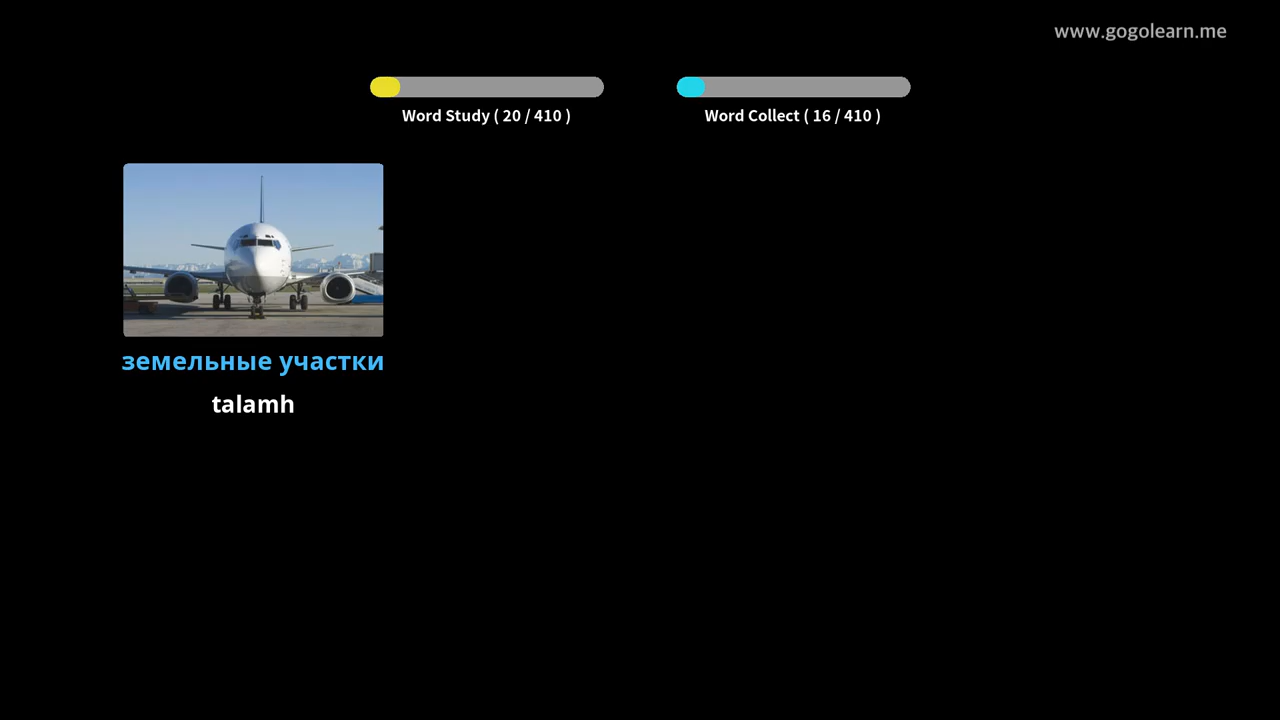 www.gogolearn.me
Word Study ( 20 / 410 )
Word Collect ( 16 / 410 )
земельные участки
talamh